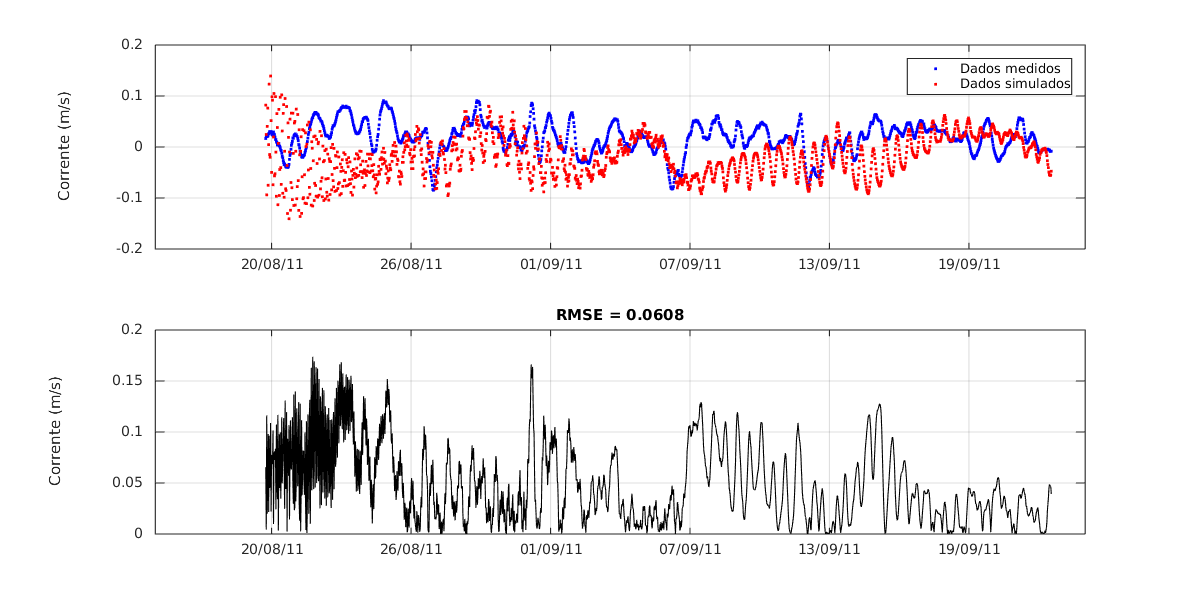 0.2
0.1
0
-0.1
-0.2
Corrente (m/s)
Dados medidos
Dados simulados
20/08/11 26/08/11 01/09/11 07/09/11 13/09/11 19/09/11
RMSE = 0.0608
0.2
0.15
0.1
0.05
0
Corrente (m/s)
20/08/11 26/08/11 01/09/11 07/09/11 13/09/11 19/09/11